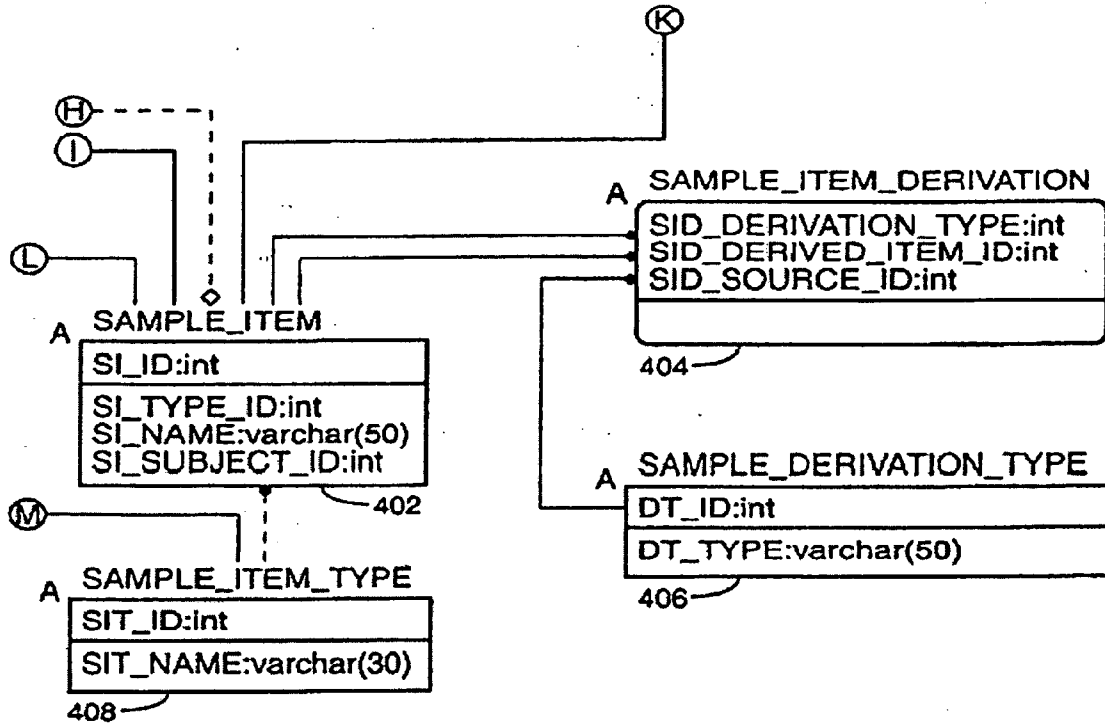 K
H
I
L
A SAMPLE_ITEM
SI_ID:int
SI_TYPE_ID:int
SI_NAME:varchar(50)
SI_SUBJECT_ID:int
402
A SAMPLE_ITEM_DERIVATION
SID_DERIVATION_TYPE:int
SID_DERIVED_ITEM_ID:int
SID_SOURCE_ID:int
404
A SAMPLE_DERIVATION_TYPE
DT_ID:int
DT_TYPE:varchar(50)
406
M
A SAMPLE_ITEM_TYPE
SIT_ID:int
SIT_NAME:varchar(30)
408